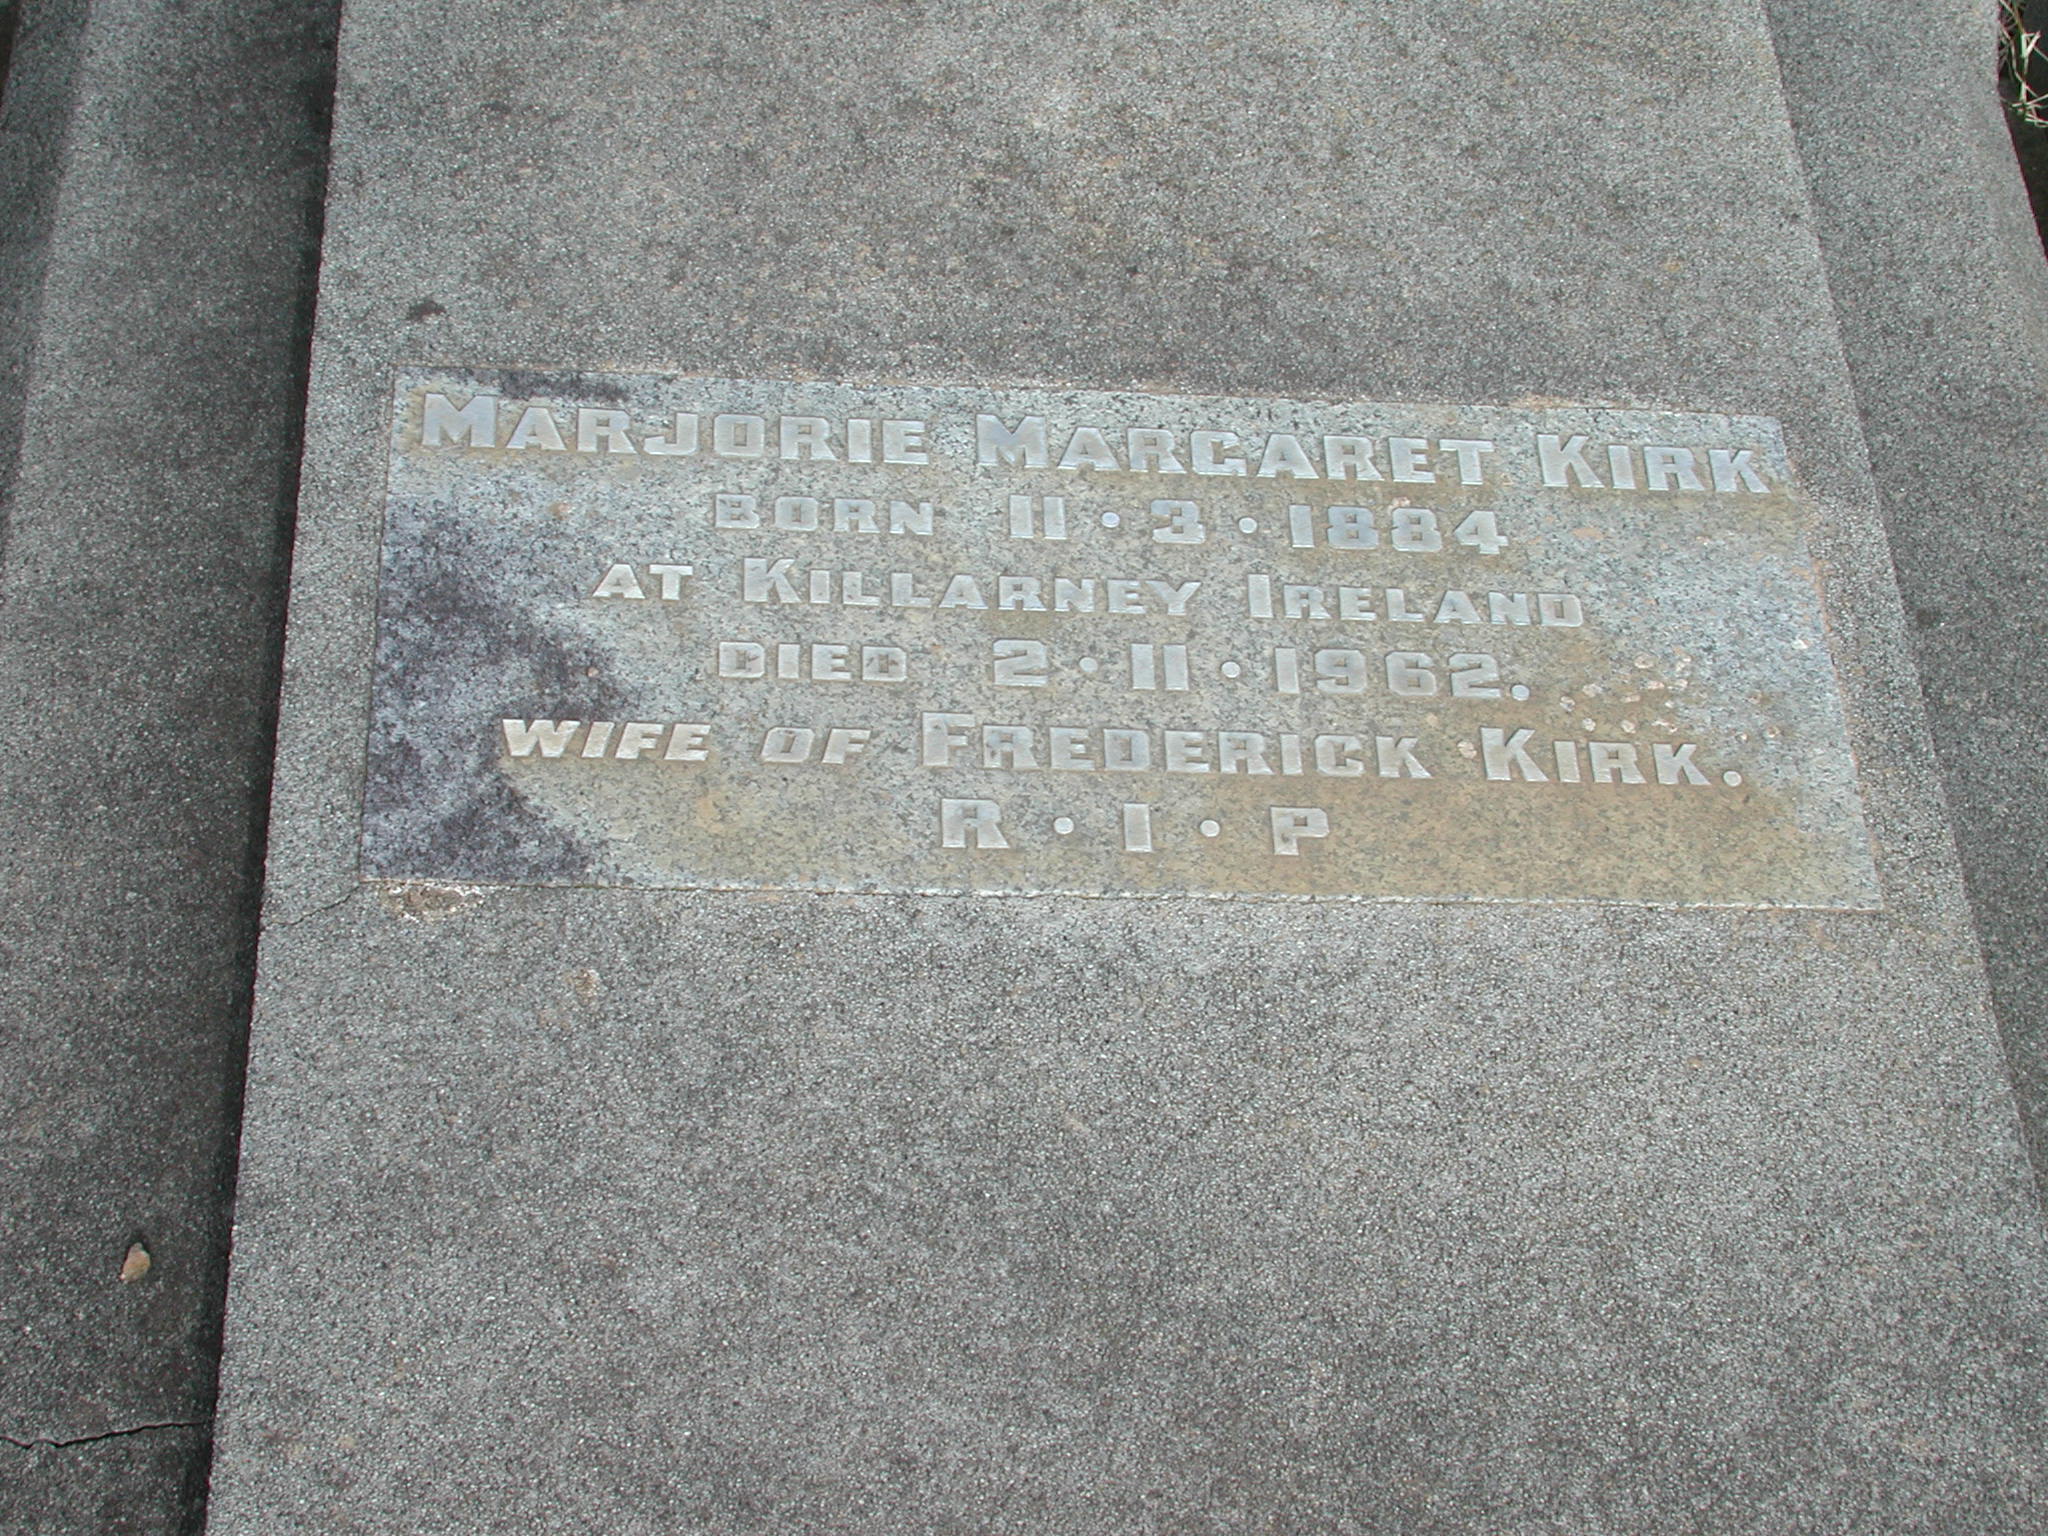 MARJORIE MARGARET KIRK
BORN 11·3·1884
AT KILLARNEY IRELAND
DIED 2·11·1962.
WIFE OF FREDERICK KIRK.
R·I·P